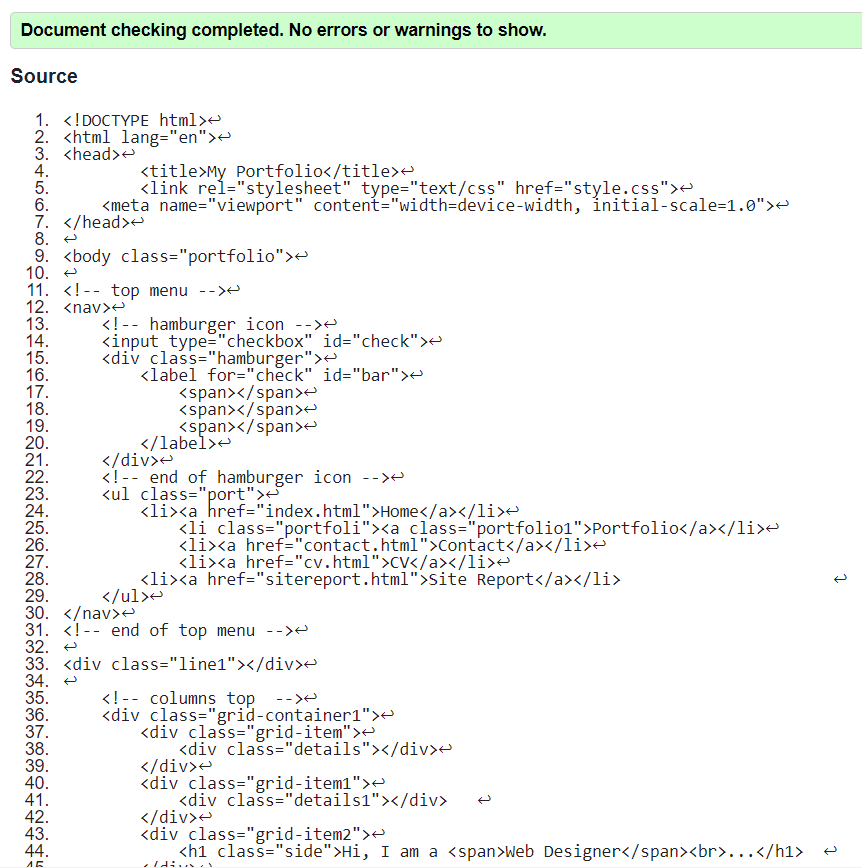 Document checking completed. No errors or warnings to show.
Source
1. <!DOCTYPE html>↩
2. <html lang="en">↩
3. <head>↩
4.         <title>My Portfolio</title>↩
5.         <link rel="stylesheet" type="text/css" href="style.css">↩
6.     <meta name="viewport" content="width=device-width, initial-scale=1.0">↩
7. </head>↩
8. ↩
9. <body class="portfolio">↩
10. ↩
11. <!-- top menu -->↩
12. <nav>↩
13.     <!-- hamburger icon -->↩
14.     <input type="checkbox" id="check">↩
15.     <div class="hamburger">↩
16.         <label for="check" id="bar">↩
17.             <span></span>↩
18.             <span></span>↩
19.             <span></span>↩
20.         </label>↩
21.     </div>↩
22.     <!-- end of hamburger icon -->↩
23.     <ul class="port">↩
24.         <li><a href="index.html">Home</a></li>↩
25.             <li class="portfoli"><a class="portfolio1">Portfolio</a></li>↩
26.             <li><a href="contact.html">Contact</a></li>↩
27.             <li><a href="cv.html">CV</a></li>↩
28.         <li><a href="sitereport.html">Site Report</a></li>                      ↩
29.     </ul>↩
30. </nav>↩
31. <!-- end of top menu -->↩
32. ↩
33. <div class="line1"></div>↩
34. ↩
35.     <!-- columns top  -->↩
36.     <div class="grid-container1">↩
37.         <div class="grid-item">↩
38.             <div class="details"></div>↩
39.         </div>↩
40.         <div class="grid-item1">↩
41.             <div class="details1"></div>   ↩
42.         </div>↩
43.         <div class="grid-item2">↩
44.             <h1 class="side">Hi, I am a <span>Web Designer</span><br>...</h1>  ↩
45.         </div>↩